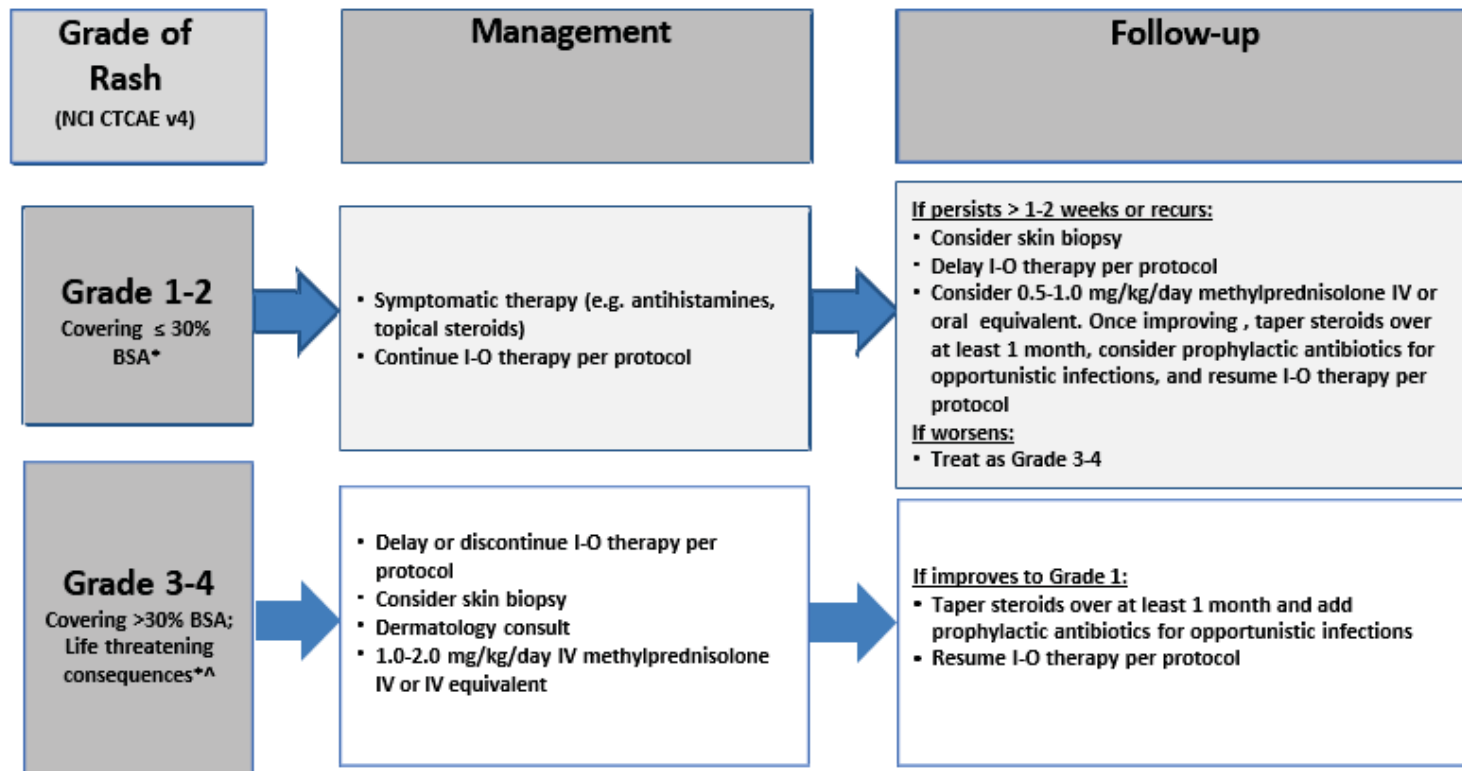 Grade of
Rash
(NCI CTCAE v4)
Management
Follow-up
Grade 1-2
Covering ≤ 30%
BSA*
• Symptomatic therapy (e.g. antihistamines,
topical steroids)
• Continue I-O therapy per protocol
If persists > 1-2 weeks or recurs:
• Consider skin biopsy
• Delay I-O therapy per protocol
• Consider 0.5-1.0 mg/kg/day methylprednisolone IV or
oral equivalent. Once improving , taper steroids over
at least 1 month, consider prophylactic antibiotics for
opportunistic infections, and resume I-O therapy per
protocol
If worsens:
• Treat as Grade 3-4
Grade 3-4
Covering >30% BSA;
Life threatening
consequences*^
• Delay or discontinue I-O therapy per
protocol
• Consider skin biopsy
• Dermatology consult
• 1.0-2.0 mg/kg/day IV methylprednisolone
IV or IV equivalent
If improves to Grade 1:
• Taper steroids over at least 1 month and add
prophylactic antibiotics for opportunistic infections
• Resume I-O therapy per protocol